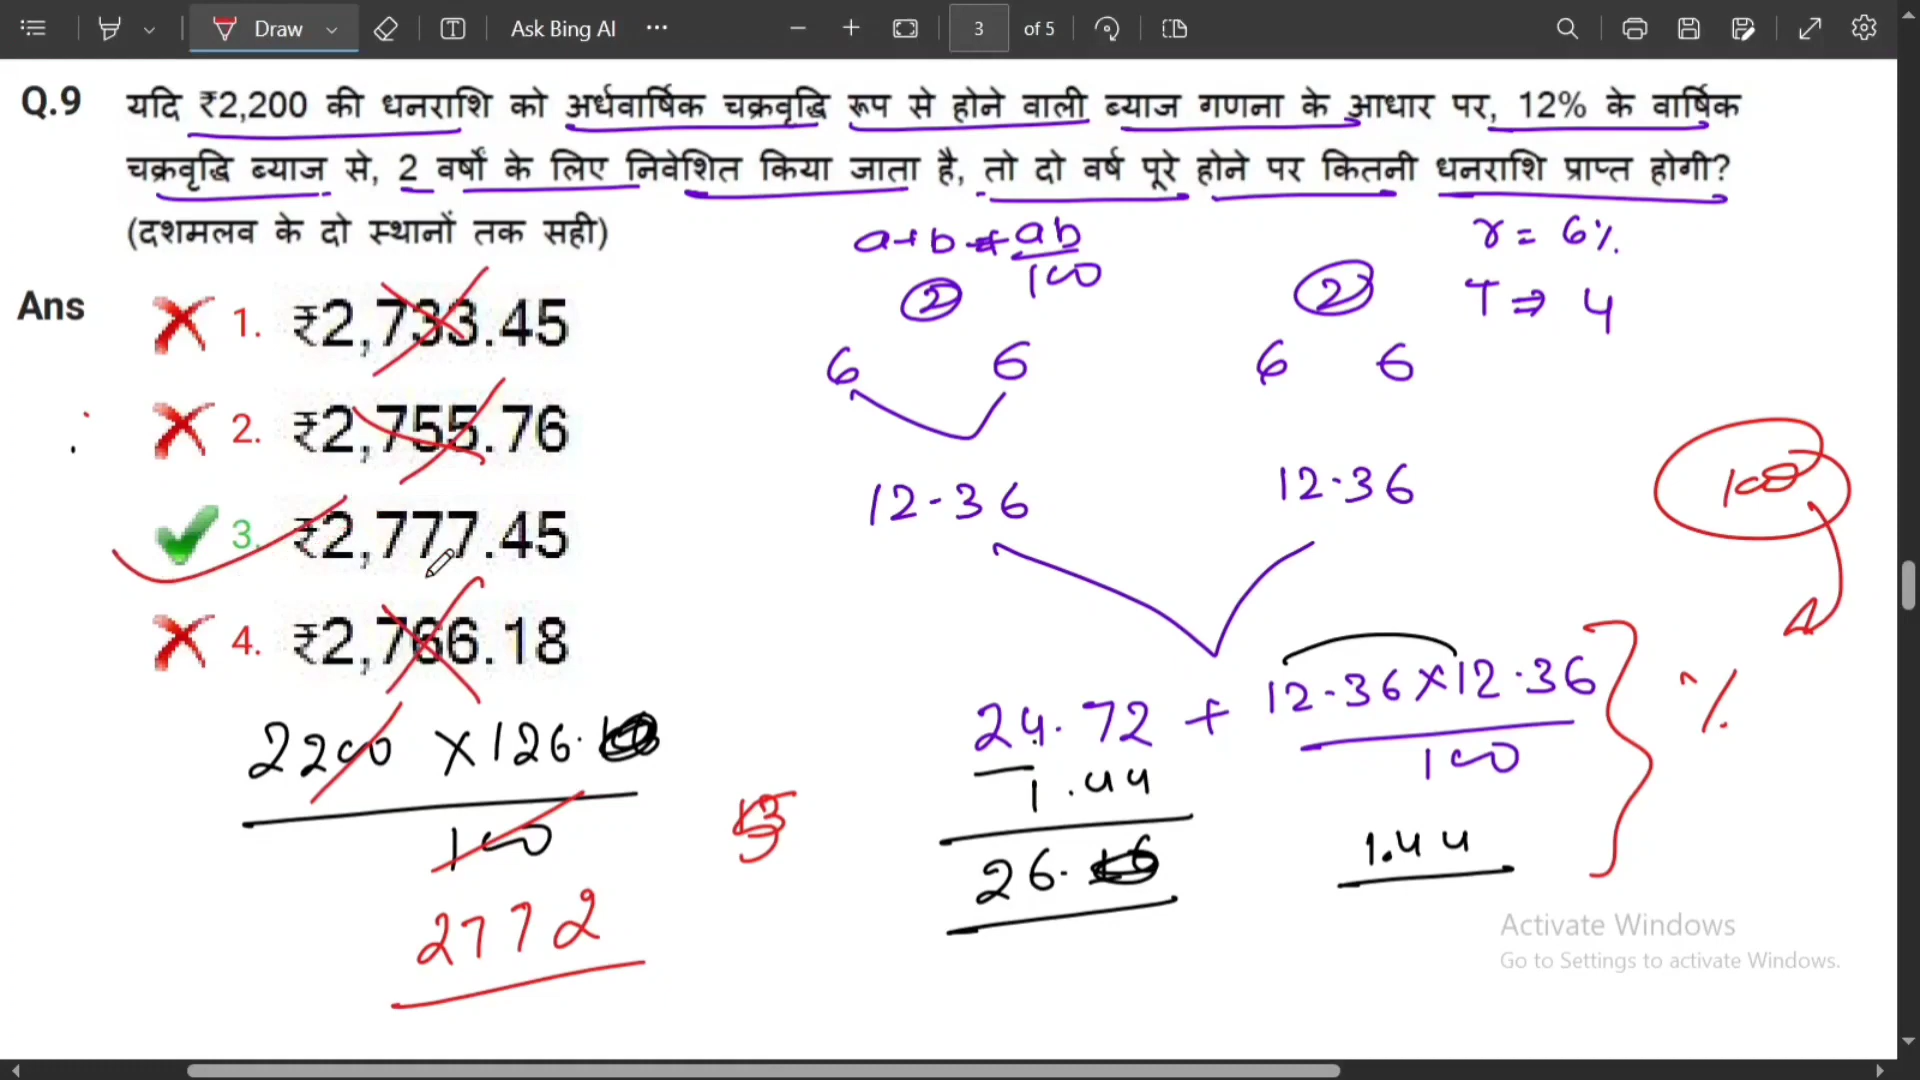 Draw
Ask Bing AI
3 of 5
Q.9 यदि ₹2,200 की धनराशि को अर्धवार्षिक चक्रवृद्धि रूप से होने वाली ब्याज गणना के आधार पर, 12% के वार्षिक
चक्रवृद्धि ब्याज से, 2 वर्षों के लिए निवेशित किया जाता है, तो दो वर्ष पूरे होने पर कितनी धनराशि प्राप्त होगी?
(दशमलव के दो स्थानों तक सही)
a+b+ab/100
r = 6%
T ⇒ 4
Ans
1. ₹2,733.45
2. ₹2,755.76
3. ₹2,777.45
4. ₹2,766.18
2 2
6 6 6 6
12.36 12.36
100
24.72 + 12.36×12.36
100
%
1.44
1.44
26.
2200 × 126.
100
2772
Activate Windows
Go to Settings to activate Windows.